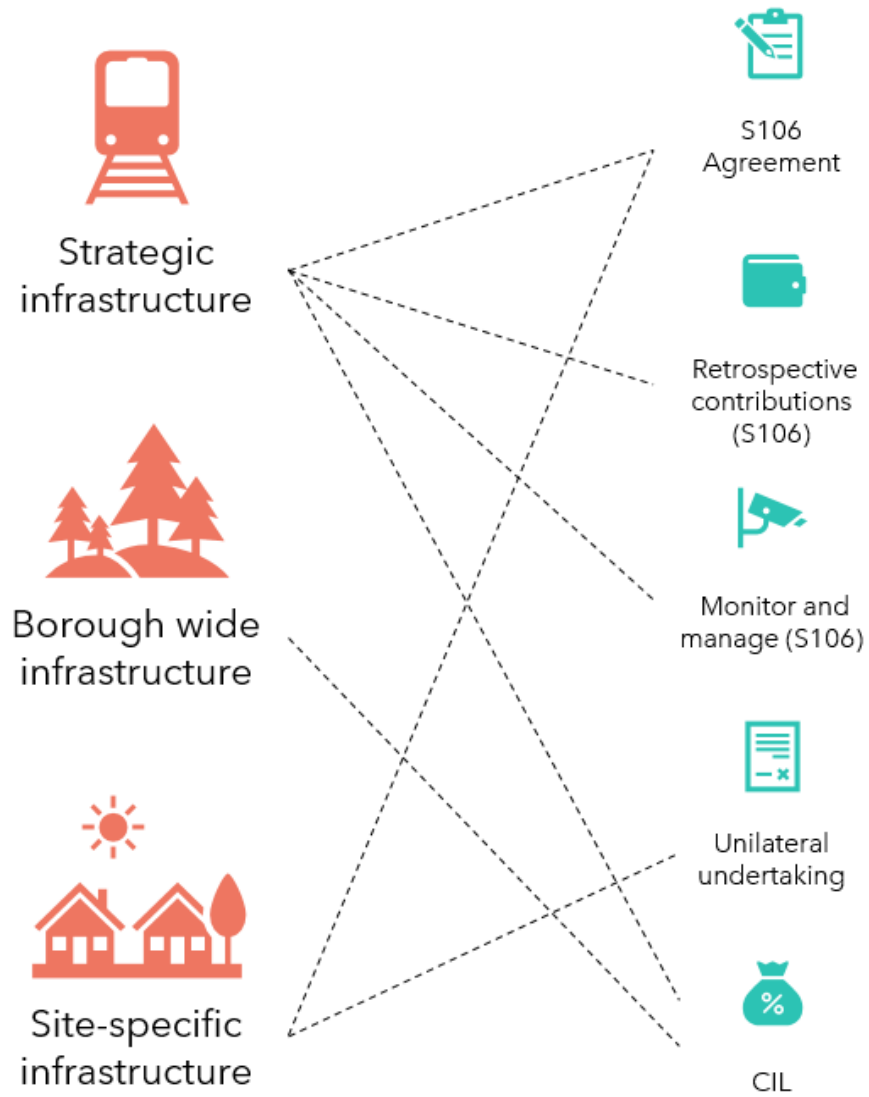 Strategic
infrastructure
Borough wide
infrastructure
Site-specific
infrastructure
S106
Agreement
Retrospective
contributions
(S106)
Monitor and
manage (S106)
Unilateral
undertaking
%
CIL